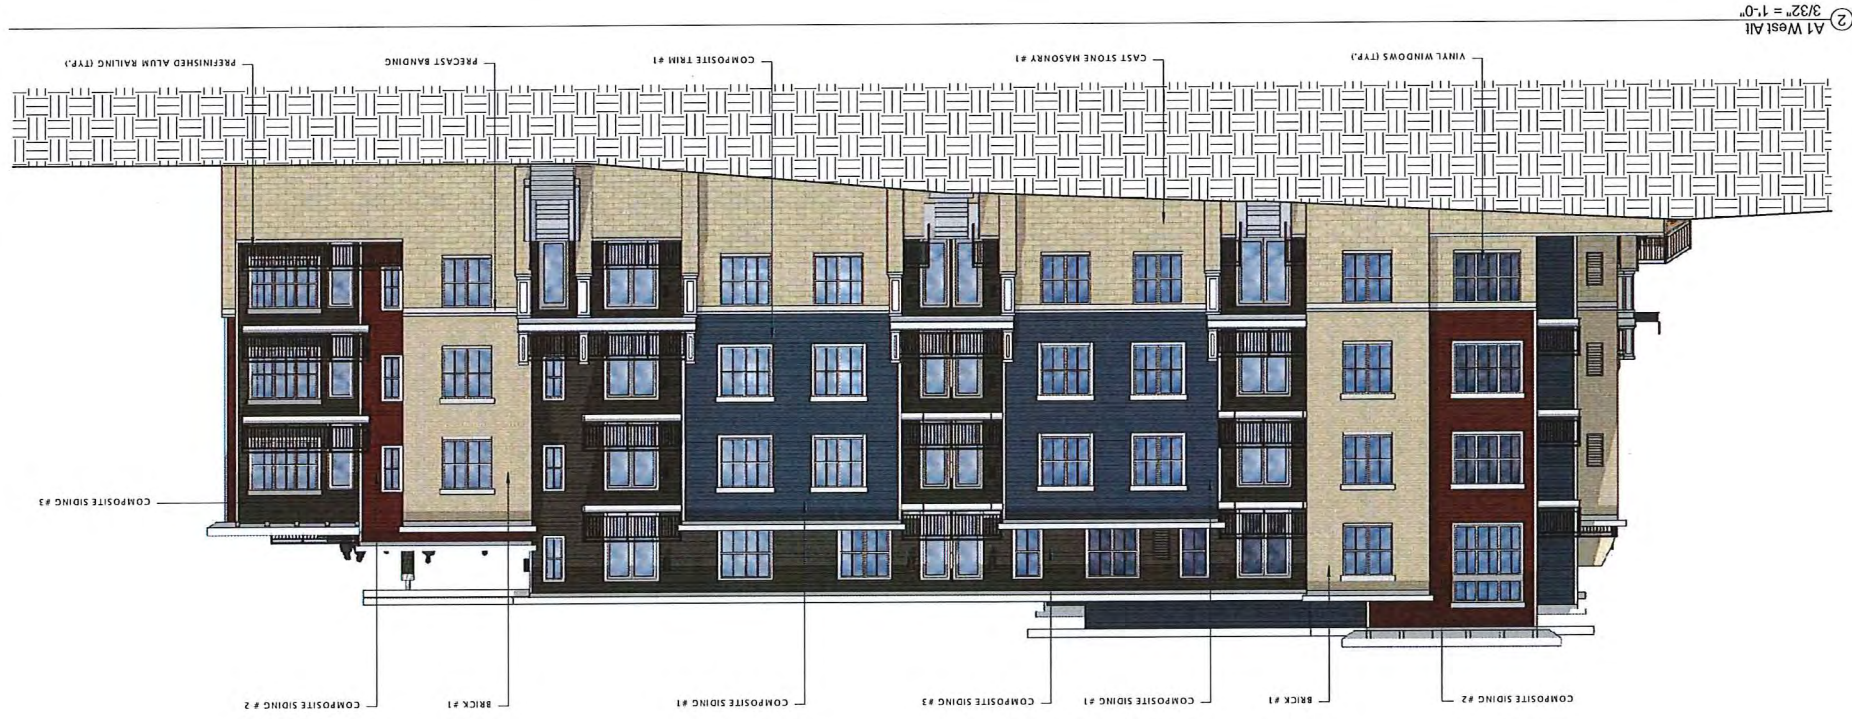 COMPOSITE SIDING #2
BRICK #1
COMPOSITE SIDING #1
COMPOSITE SIDING #3
COMPOSITE SIDING #1
BRICK #1
COMPOSITE SIDING # 2
COMPOSITE SIDING #3
VINYL WINDOWS (TYP.)
CAST STONE MASONRY #1
COMPOSITE TRIM #1
PRECAST BANDING
PREFINISHED ALUM RAILING (TYP.)
A1 West Alt
2
3/32" = 1'-0"